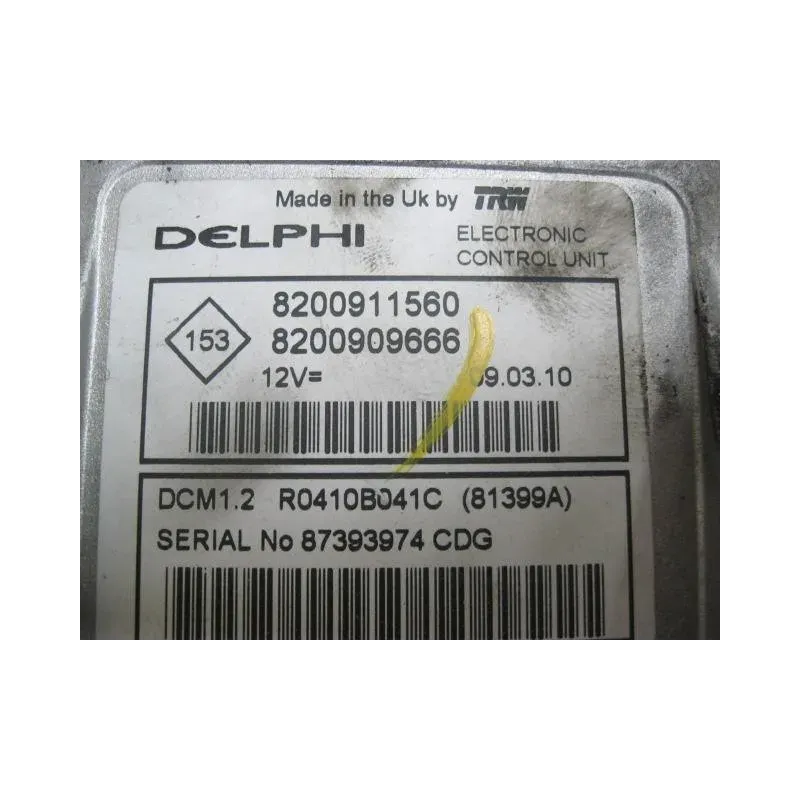 Made in the Uk by TRW
DELPHI
ELECTRONIC
CONTROL UNIT
153
8200911560
8200909666
12V=
09.03.10
DCM1.2 R0410B041C (81399A)
SERIAL No 87393974 CDG